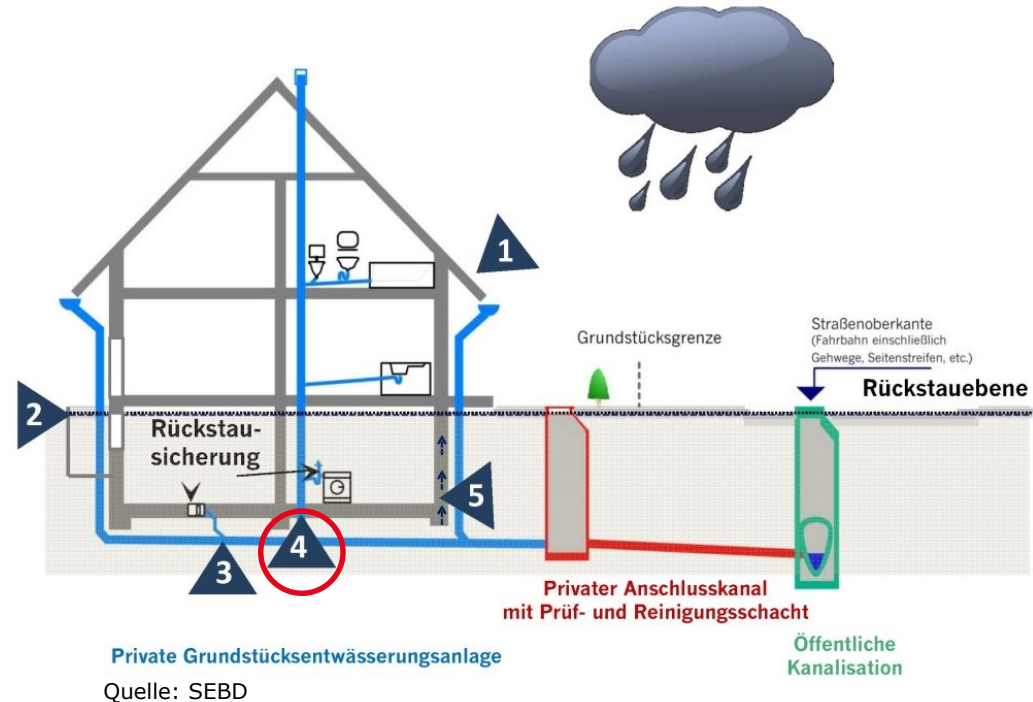 1
Grundstücksgrenze
Straßenoberkante
(Fahrbahn einschließlich
Gehwege, Seitenstreifen, etc.)
Rückstauebene
2
Rückstau-
sicherung
5
4
3
Privater Anschlusskanal
mit Prüf- und Reinigungsschacht
Öffentliche
Kanalisation
Private Grundstücksentwässerungsanlage
Quelle: SEBD